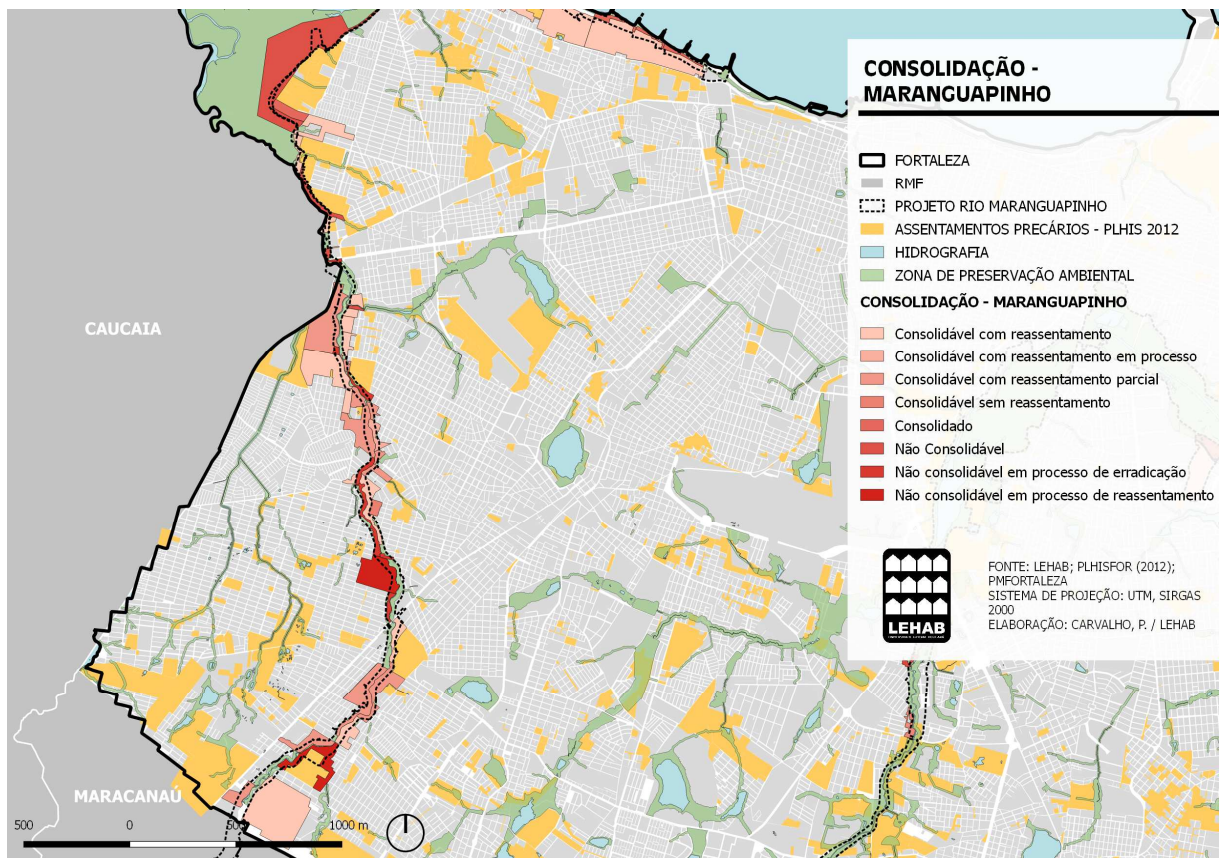 CONSOLIDAÇÃO -
MARANGUAPINHO
FORTALEZA
RMF
PROJETO RIO MARANGUAPINHO
ASSENTAMENTOS PRECÁRIOS - PLHIS 2012
HIDROGRAFIA
ZONA DE PRESERVAÇÃO AMBIENTAL
CONSOLIDAÇÃO - MARANGUAPINHO
Consolidável com reassentamento
Consolidável com reassentamento em processo
Consolidável com reassentamento parcial
Consolidável sem reassentamento
Consolidado
Não Consolidável
Não consolidável em processo de erradicação
Não consolidável em processo de reassentamento
LEHAB
FONTE: LEHAB; PLHISFOR (2012);
PMFORTALEZA
SISTEMA DE PROJEÇÃO: UTM, SIRGAS
2000
ELABORAÇÃO: CARVALHO, P. / LEHAB
CAUCAIA
MARACANAÚ
500 0 500 1000 m